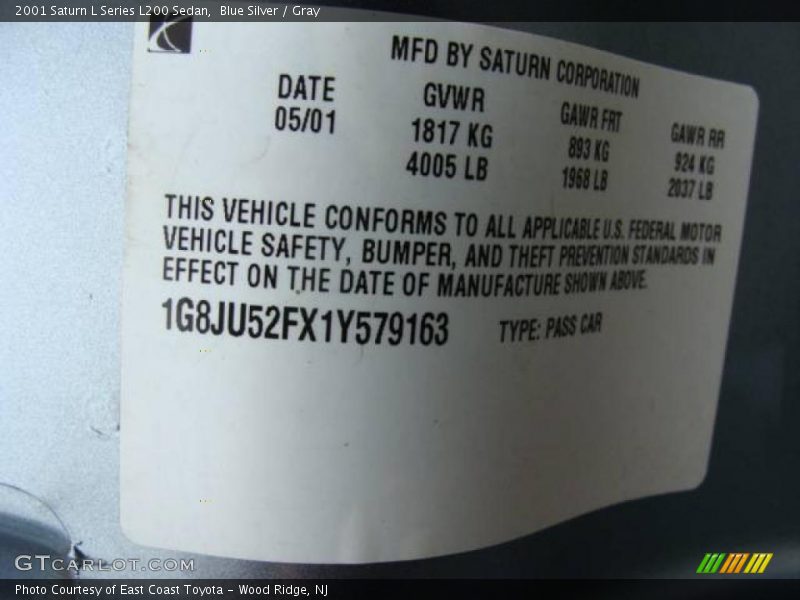 2001 Saturn L Series L200 Sedan,  Blue Silver / Gray
MFD BY SATURN CORPORATION
DATE GVWR GAWR FRT GAWR RR
05/01 1817 KG 893 KG 924 KG
4005 LB 1968 LB 2037 LB
THIS VEHICLE CONFORMS TO ALL APPLICABLE U.S. FEDERAL MOTOR
VEHICLE SAFETY, BUMPER, AND THEFT PREVENTION STANDARDS IN
EFFECT ON THE DATE OF MANUFACTURE SHOWN ABOVE.
1G8JU52FX1Y579163 TYPE: PASS CAR
GTCARLOT.COM
Photo Courtesy of East Coast Toyota - Wood Ridge, NJ